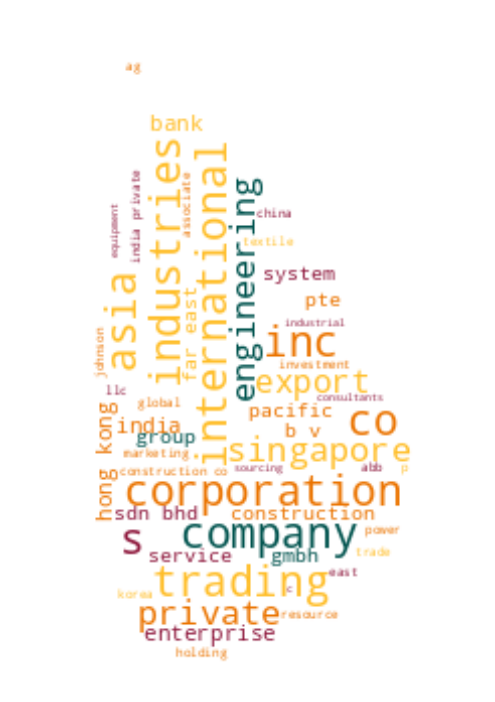 ag
bank
industries
international
associate
india private
equipment
engineering
china
textile
system
asia
far east
pte
industrial
inc
johnson
investment
export
llc
consultants
global
pacific
co
hong kong
india
group
b v
singapore
marketing
construction co
sourcing
abb
p
corporation
sdn bhd
construction
s
company
power
service
gmbh
trade
trading
east
c
korea
private
resource
enterprise
holding